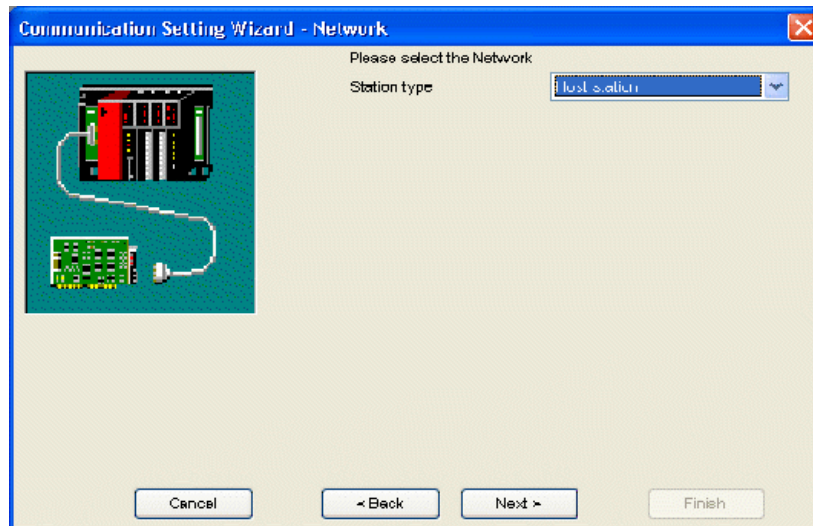 Communication Setting Wizard - Network
Please select the Network
Station type
Host station
Cancel
< Back
Next >
Finish